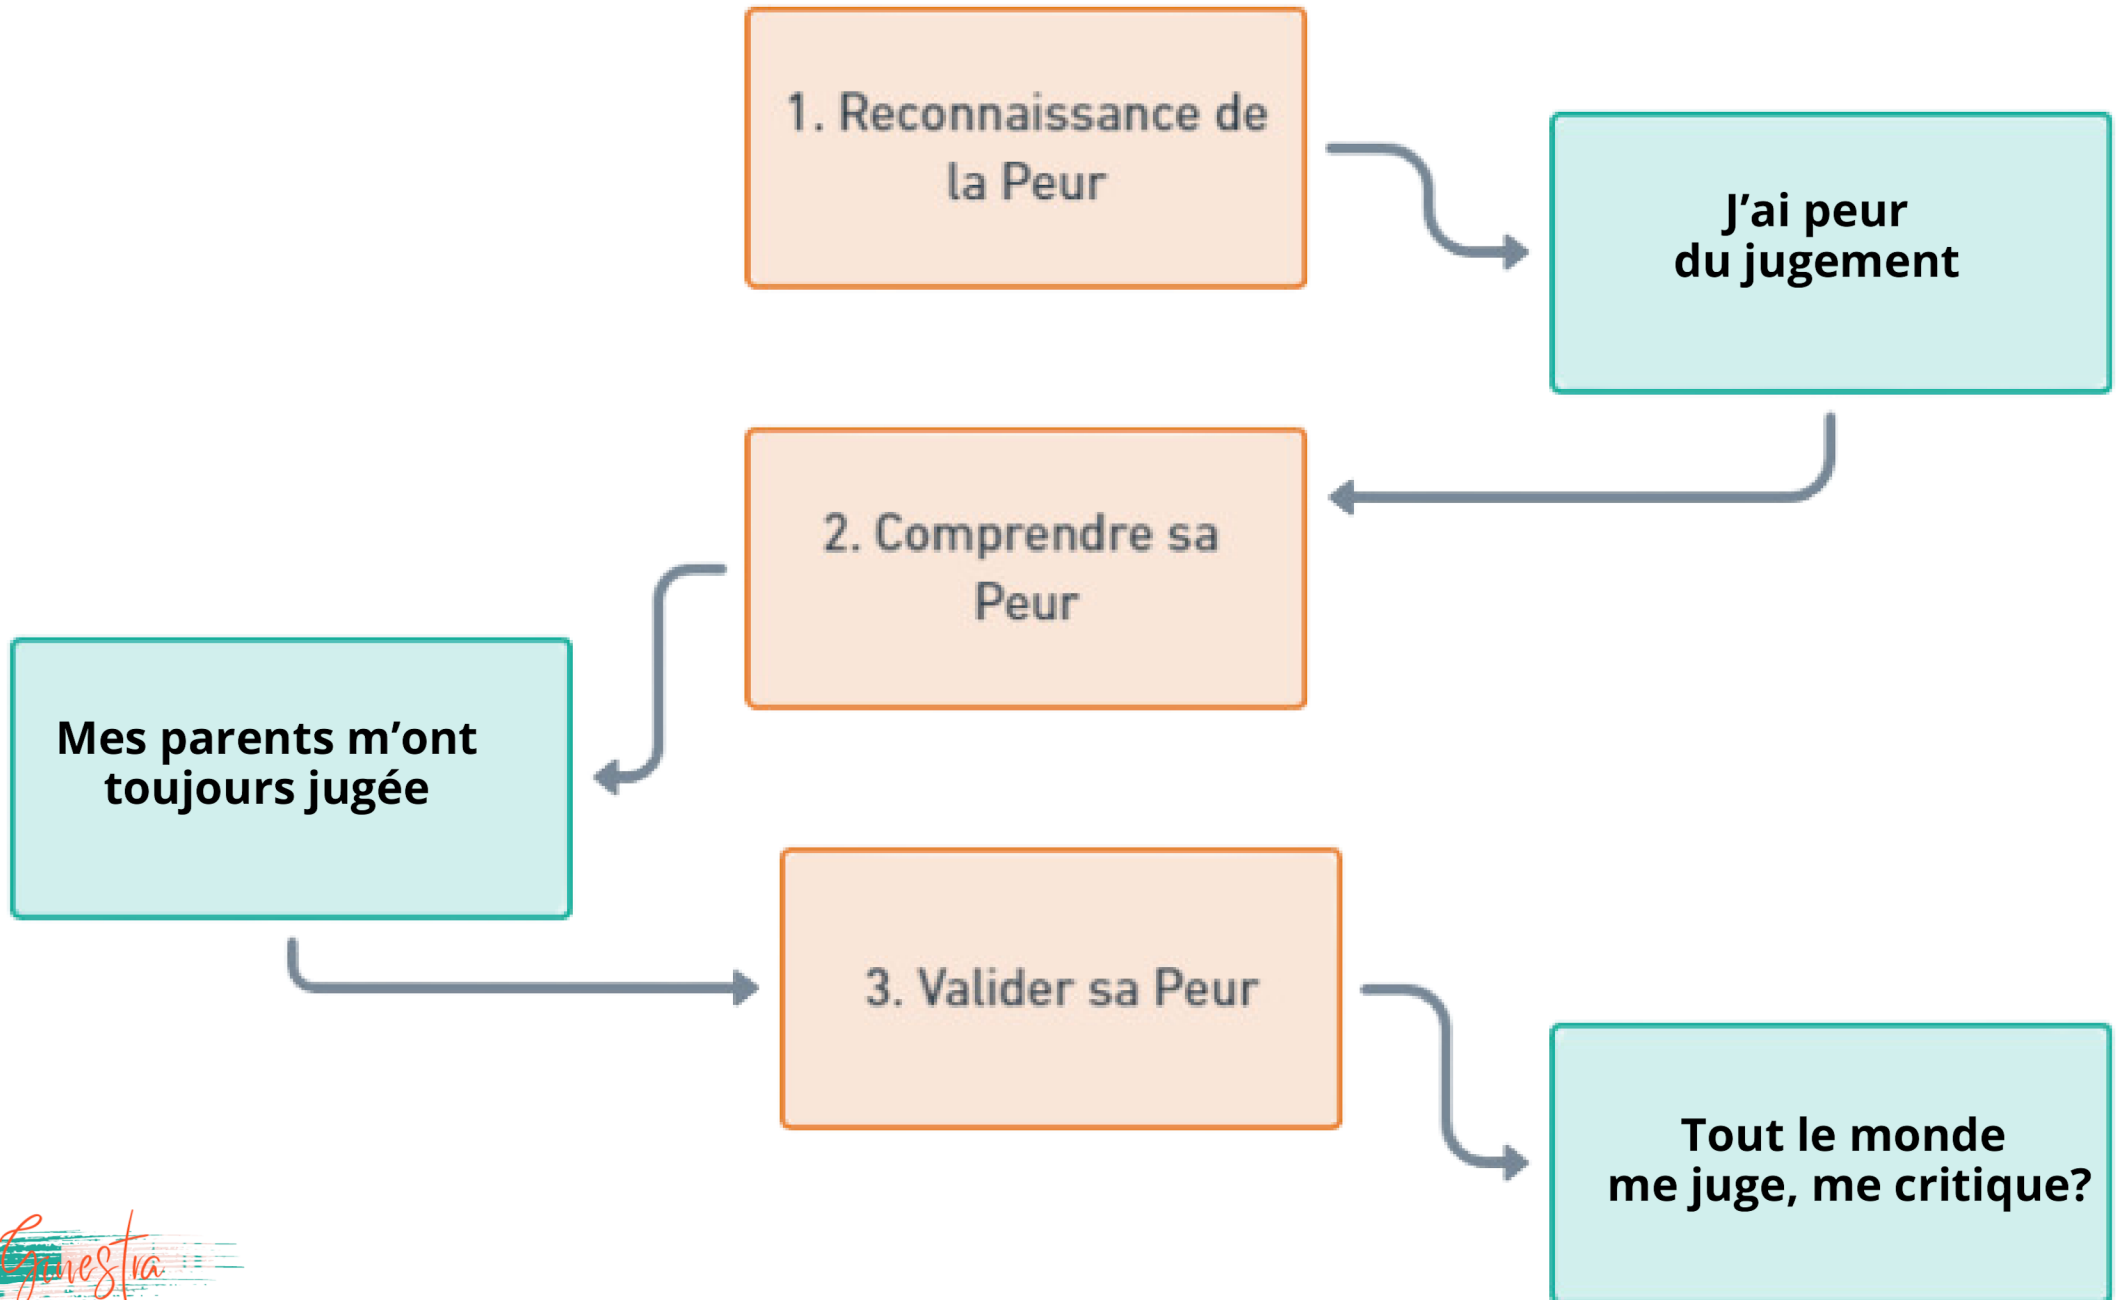 1. Reconnaissance de
la Peur
J’ai peur
du jugement
2. Comprendre sa
Peur
Mes parents m’ont
toujours jugée
3. Valider sa Peur
Tout le monde
me juge, me critique?
Ginestra